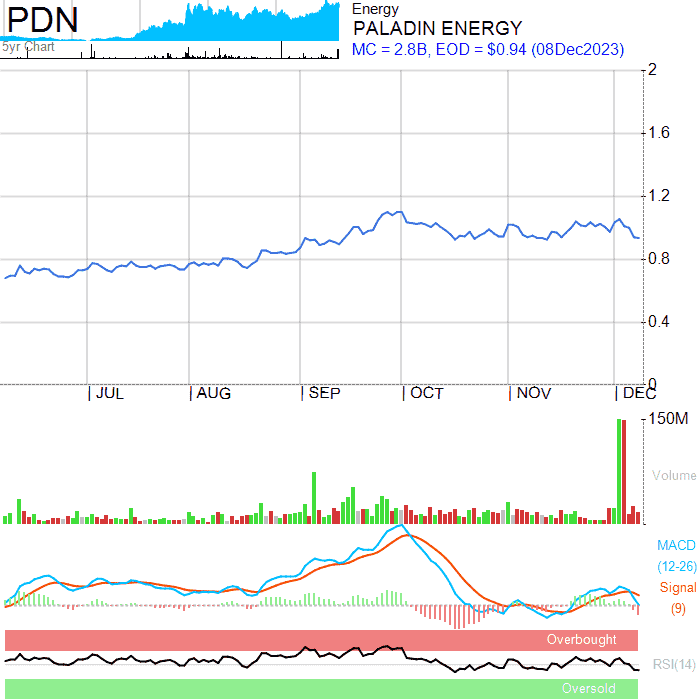 PDN
5yr Chart
Energy
PALADIN ENERGY
MC = 2.8B, EOD = $0.94 (08Dec2023)
2
1.6
1.2
0.8
0.4
0
JUL AUG SEP OCT NOV DEC
150M
Volume
MACD
(12-26)
Signal
(9)
Overbought
RSI(14)
Oversold